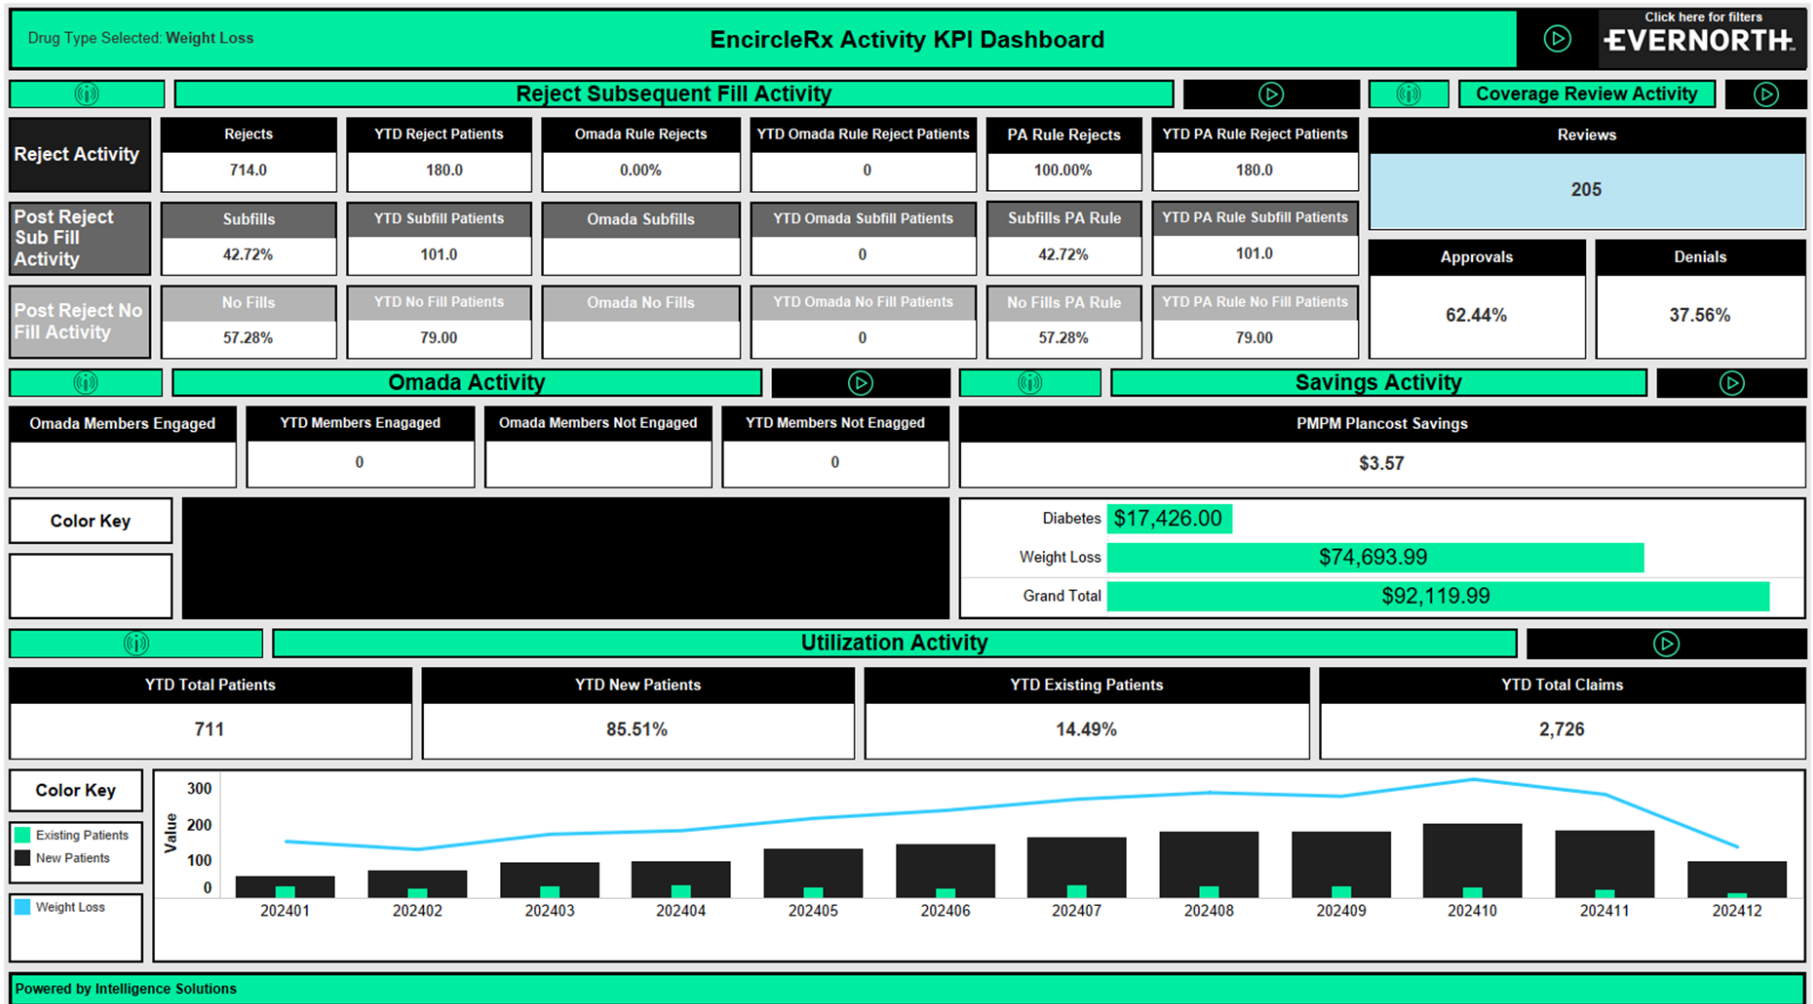 Drug Type Selected: Weight Loss
EncircleRx Activity KPI Dashboard
Click here for filters
EVERNORTH
Reject Subsequent Fill Activity
Coverage Review Activity
Reject Activity
Rejects
YTD Reject Patients
Omada Rule Rejects
YTD Omada Rule Reject Patients
PA Rule Rejects
YTD PA Rule Reject Patients
714.0
180.0
0.00%
0
100.00%
180.0
Reviews
205
Post Reject
Sub Fill
Activity
Subfills
YTD Subfill Patients
Omada Subfills
YTD Omada Subfill Patients
Subfills PA Rule
YTD PA Rule Subfill Patients
42.72%
101.0
0
42.72%
101.0
Approvals
Denials
62.44%
37.56%
Post Reject No
Fill Activity
No Fills
YTD No Fill Patients
Omada No Fills
YTD Omada No Fill Patients
No Fills PA Rule
YTD PA Rule No Fill Patients
57.28%
79.00
0
57.28%
79.00
Omada Activity
Savings Activity
Omada Members Engaged
YTD Members Enagaged
Omada Members Not Engaged
YTD Members Not Enagged
0
0
PMPM Plancost Savings
$3.57
Color Key
Diabetes
$17,426.00
Weight Loss
$74,693.99
Grand Total
$92,119.99
Utilization Activity
YTD Total Patients
YTD New Patients
YTD Existing Patients
YTD Total Claims
711
85.51%
14.49%
2,726
Color Key
Existing Patients
New Patients
Weight Loss
Value
300
200
100
0
202401
202402
202403
202404
202405
202406
202407
202408
202409
202410
202411
202412
Powered by Intelligence Solutions